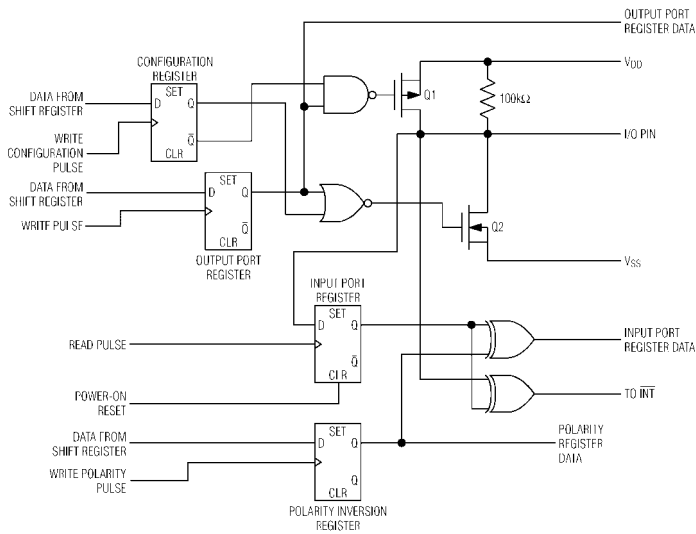 OUTPUT PORT
REGISTER DATA
CONFIGURATION
REGISTER
VDD
SET
DATA FROM
SHIFT REGISTER
D
Q
Q1
100kΩ
WRITE
CONFIGURATION
PULSE
Q̅
CLR
I/O PIN
DATA FROM
SHIFT REGISTER
SET
D
Q
WRITE PULSE
Q̅
CLR
Q2
OUTPUT PORT
REGISTER
VSS
INPUT PORT
REGISTER
SET
D
Q
INPUT PORT
REGISTER DATA
READ PULSE
Q̅
CLR
POWER-ON
RESET
TO I̅N̅T̅
DATA FROM
SHIFT REGISTER
SET
D
Q
POLARITY
REGISTER
DATA
WRITE POLARITY
PULSE
Q
CLR
POLARITY INVERSION
REGISTER